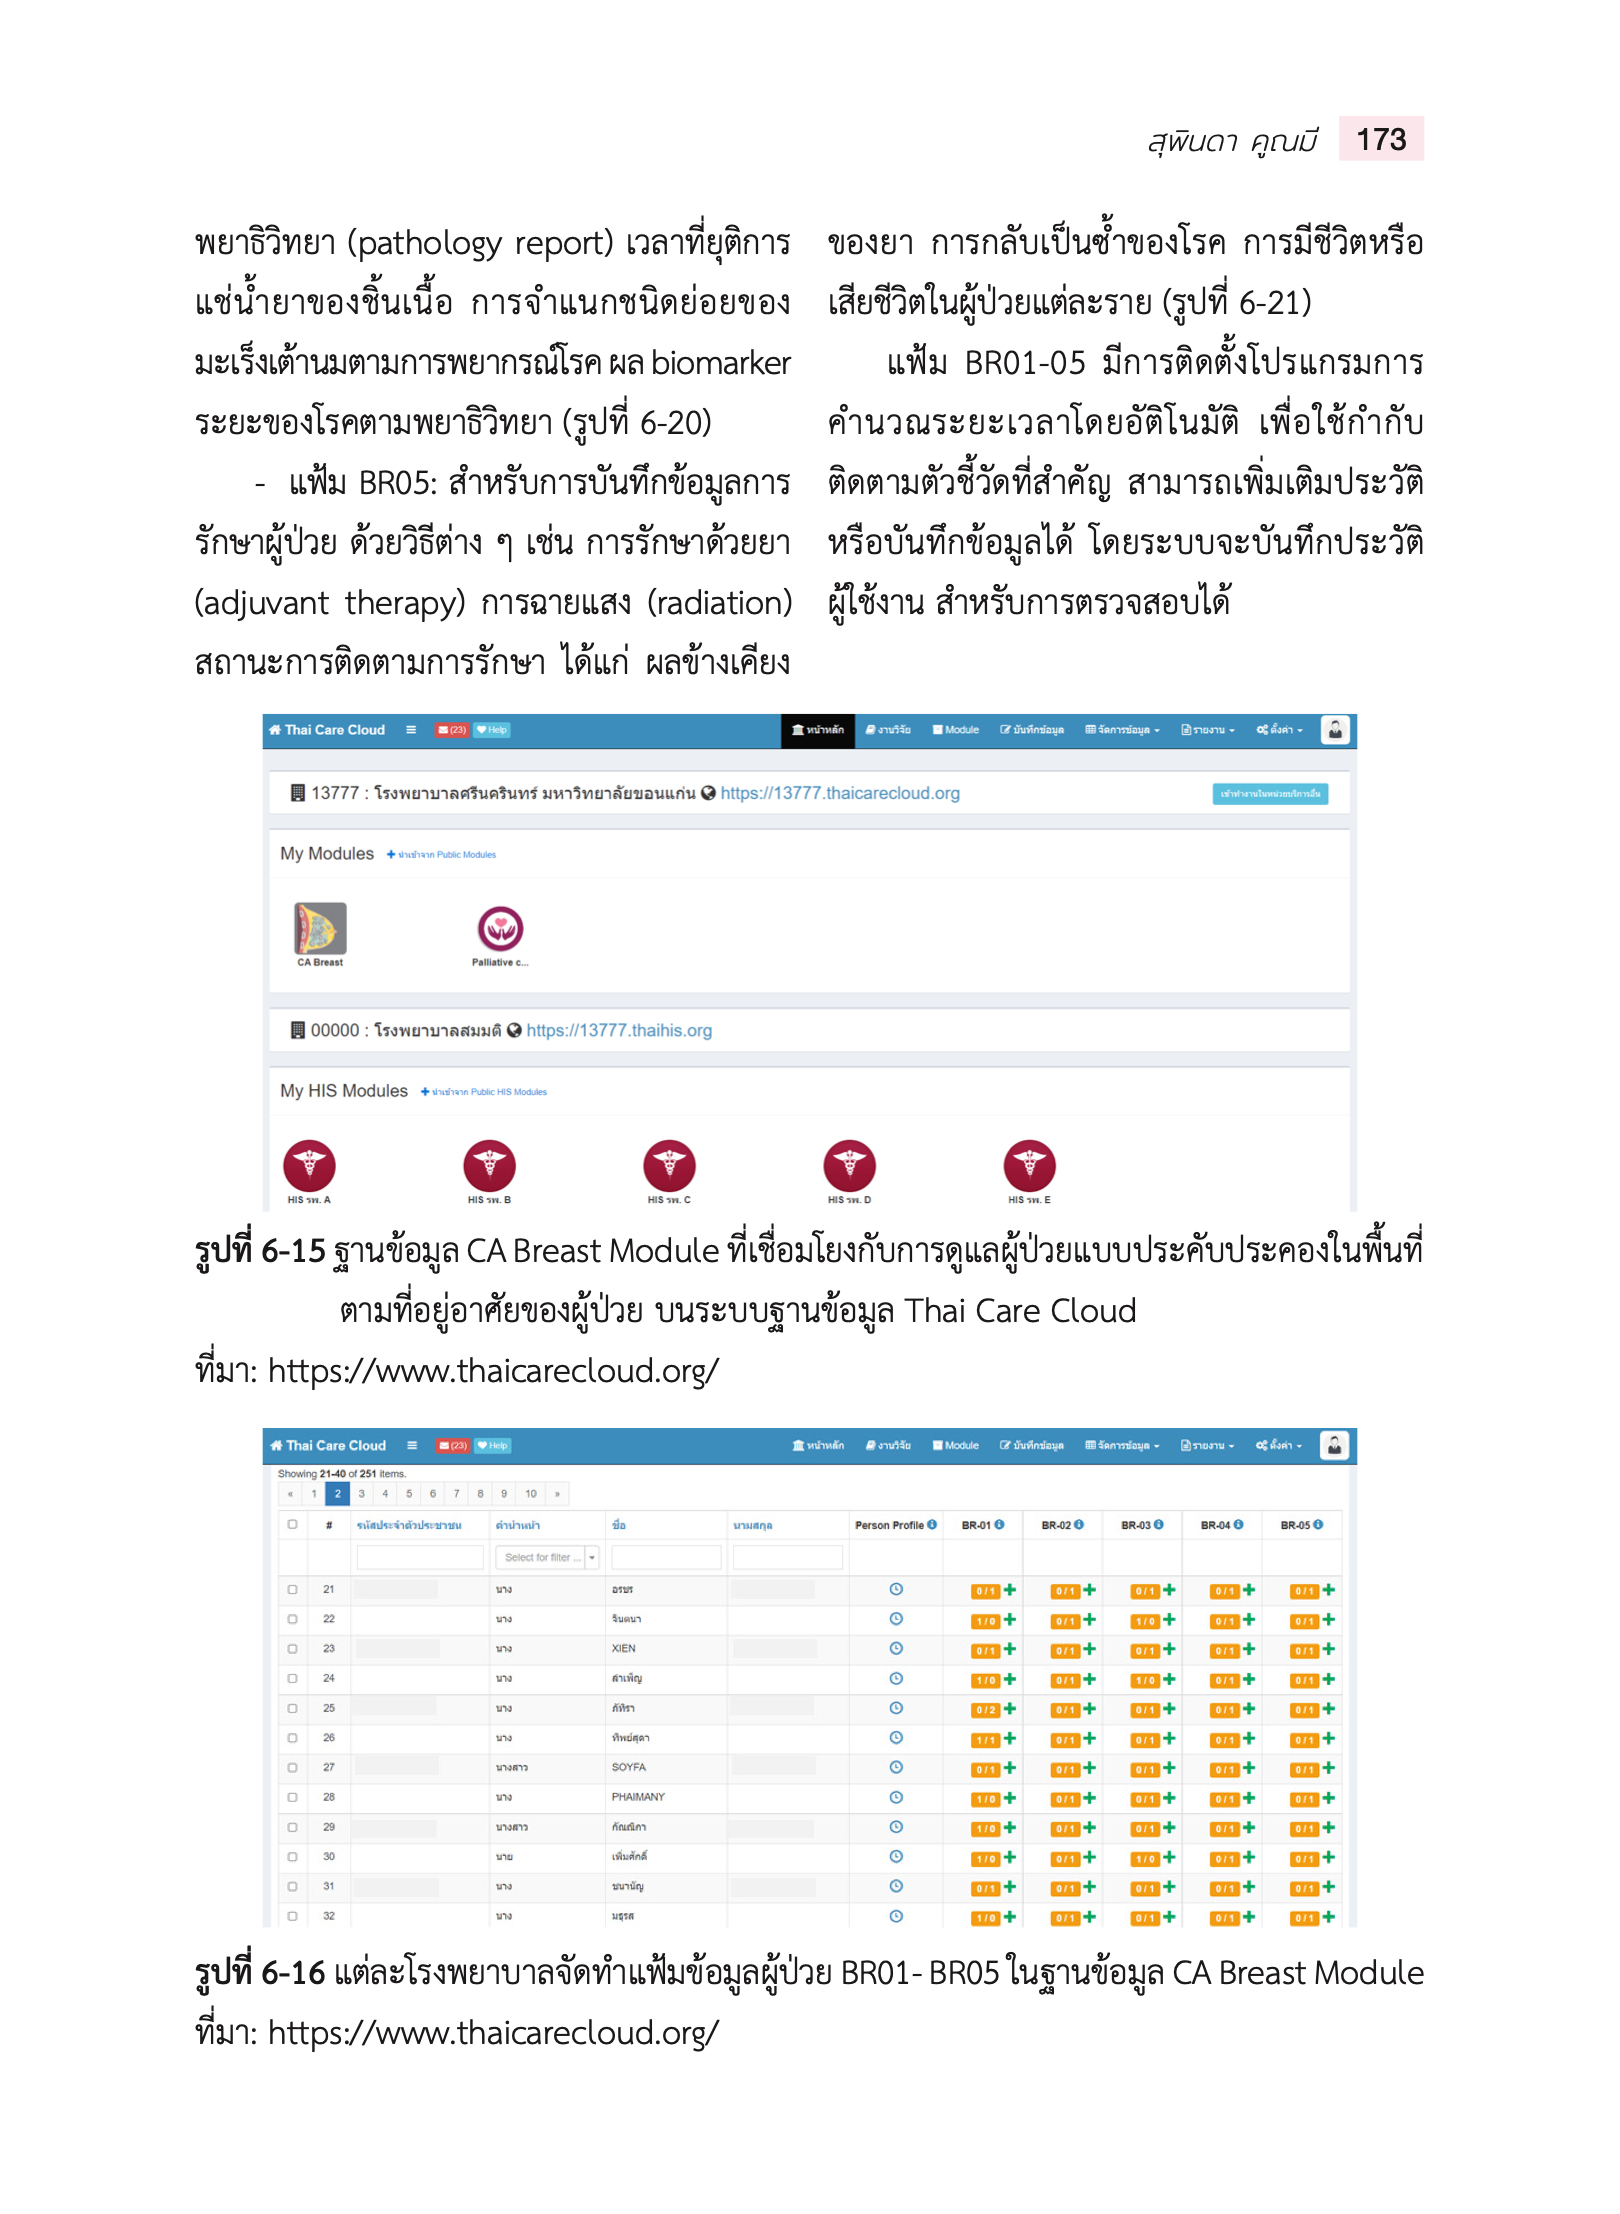 สุพินดา คูณมี 173
พยาธิวิทยา (pathology report) เวลาที่ยุติการ
แช่น้ำยาของชิ้นเนื้อ การจำแนกชนิดย่อยของ
มะเร็งเต้านมตามการพยากรณ์โรค ผล biomarker
ระยะของโรคตามพยาธิวิทยา (รูปที่ 6-20)
- แฟ้ม BR05: สำหรับการบันทึกข้อมูลการ
รักษาผู้ป่วย ด้วยวิธีต่าง ๆ เช่น การรักษาด้วยยา
(adjuvant therapy) การฉายแสง (radiation)
สถานะการติดตามการรักษา ได้แก่ ผลข้างเคียง
ของยา การกลับเป็นซ้ำของโรค การมีชีวิตหรือ
เสียชีวิตในผู้ป่วยแต่ละราย (รูปที่ 6-21)
แฟ้ม BR01-05 มีการติดตั้งโปรแกรมการ
คำนวณระยะเวลาโดยอัติโนมัติ เพื่อใช้กำกับ
ติดตามตัวชี้วัดที่สำคัญ สามารถเพิ่มเติมประวัติ
หรือบันทึกข้อมูลได้ โดยระบบจะบันทึกประวัติ
ผู้ใช้งาน สำหรับการตรวจสอบได้
Thai Care Cloud (23) Help หน้าหลัก งานวิจัย Module บันทึกข้อมูล จัดการข้อมูล รายงาน ตั้งค่า
13777 : โรงพยาบาลศรีนครินทร์ มหาวิทยาลัยขอนแก่น https://13777.thaicarecloud.org เข้าทำงานในหน่วยบริการอื่น
My Modules นำเข้าจาก Public Modules
CA Breast Palliative c...
00000 : โรงพยาบาลสมมติ https://13777.thaihis.org
My HIS Modules นำเข้าจาก Public HIS Modules
HIS รพ. A HIS รพ. B HIS รพ. C HIS รพ. D HIS รพ. E
รูปที่ 6-15 ฐานข้อมูล CA Breast Module ที่เชื่อมโยงกับการดูแลผู้ป่วยแบบประคับประคองในพื้นที่
ตามที่อยู่อาศัยของผู้ป่วย บนระบบฐานข้อมูล Thai Care Cloud
ที่มา: https://www.thaicarecloud.org/
Thai Care Cloud (23) Help หน้าหลัก งานวิจัย Module บันทึกข้อมูล จัดการข้อมูล รายงาน ตั้งค่า
Showing 21-40 of 251 items.
« 1 2 3 4 5 6 7 8 9 10 »
# รหัสประจำตัวประชาชน คำนำหน้า ชื่อ นามสกุล Person Profile BR-01 BR-02 BR-03 BR-04 BR-05
Select for filter ...
21 นาง อรชร 0 / 1 0 / 1 0 / 1 0 / 1 0 / 1
22 นาง จินตนา 1 / 0 0 / 1 1 / 0 0 / 1 0 / 1
23 นาง XIEN 0 / 1 0 / 1 0 / 1 0 / 1 0 / 1
24 นาง ลำเพ็ญ 1 / 0 0 / 1 1 / 0 0 / 1 0 / 1
25 นาง ภัทิรา 0 / 2 0 / 1 0 / 1 0 / 1 0 / 1
26 นาง ทิพย์สุดา 1 / 1 0 / 1 0 / 1 0 / 1 0 / 1
27 นางสาว SOYFA 0 / 1 0 / 1 0 / 1 0 / 1 0 / 1
28 นาง PHAIMANY 1 / 0 0 / 1 0 / 1 0 / 1 0 / 1
29 นางสาว กัณณิกา 1 / 0 0 / 1 0 / 1 0 / 1 0 / 1
30 นาย เพิ่มศักดิ์ 1 / 0 0 / 1 1 / 0 0 / 1 0 / 1
31 นาง ชนานัญ 0 / 1 0 / 1 0 / 1 0 / 1 0 / 1
32 นาง มธุรส 1 / 0 0 / 1 0 / 1 0 / 1 0 / 1
รูปที่ 6-16 แต่ละโรงพยาบาลจัดทำแฟ้มข้อมูลผู้ป่วย BR01- BR05 ในฐานข้อมูล CA Breast Module
ที่มา: https://www.thaicarecloud.org/